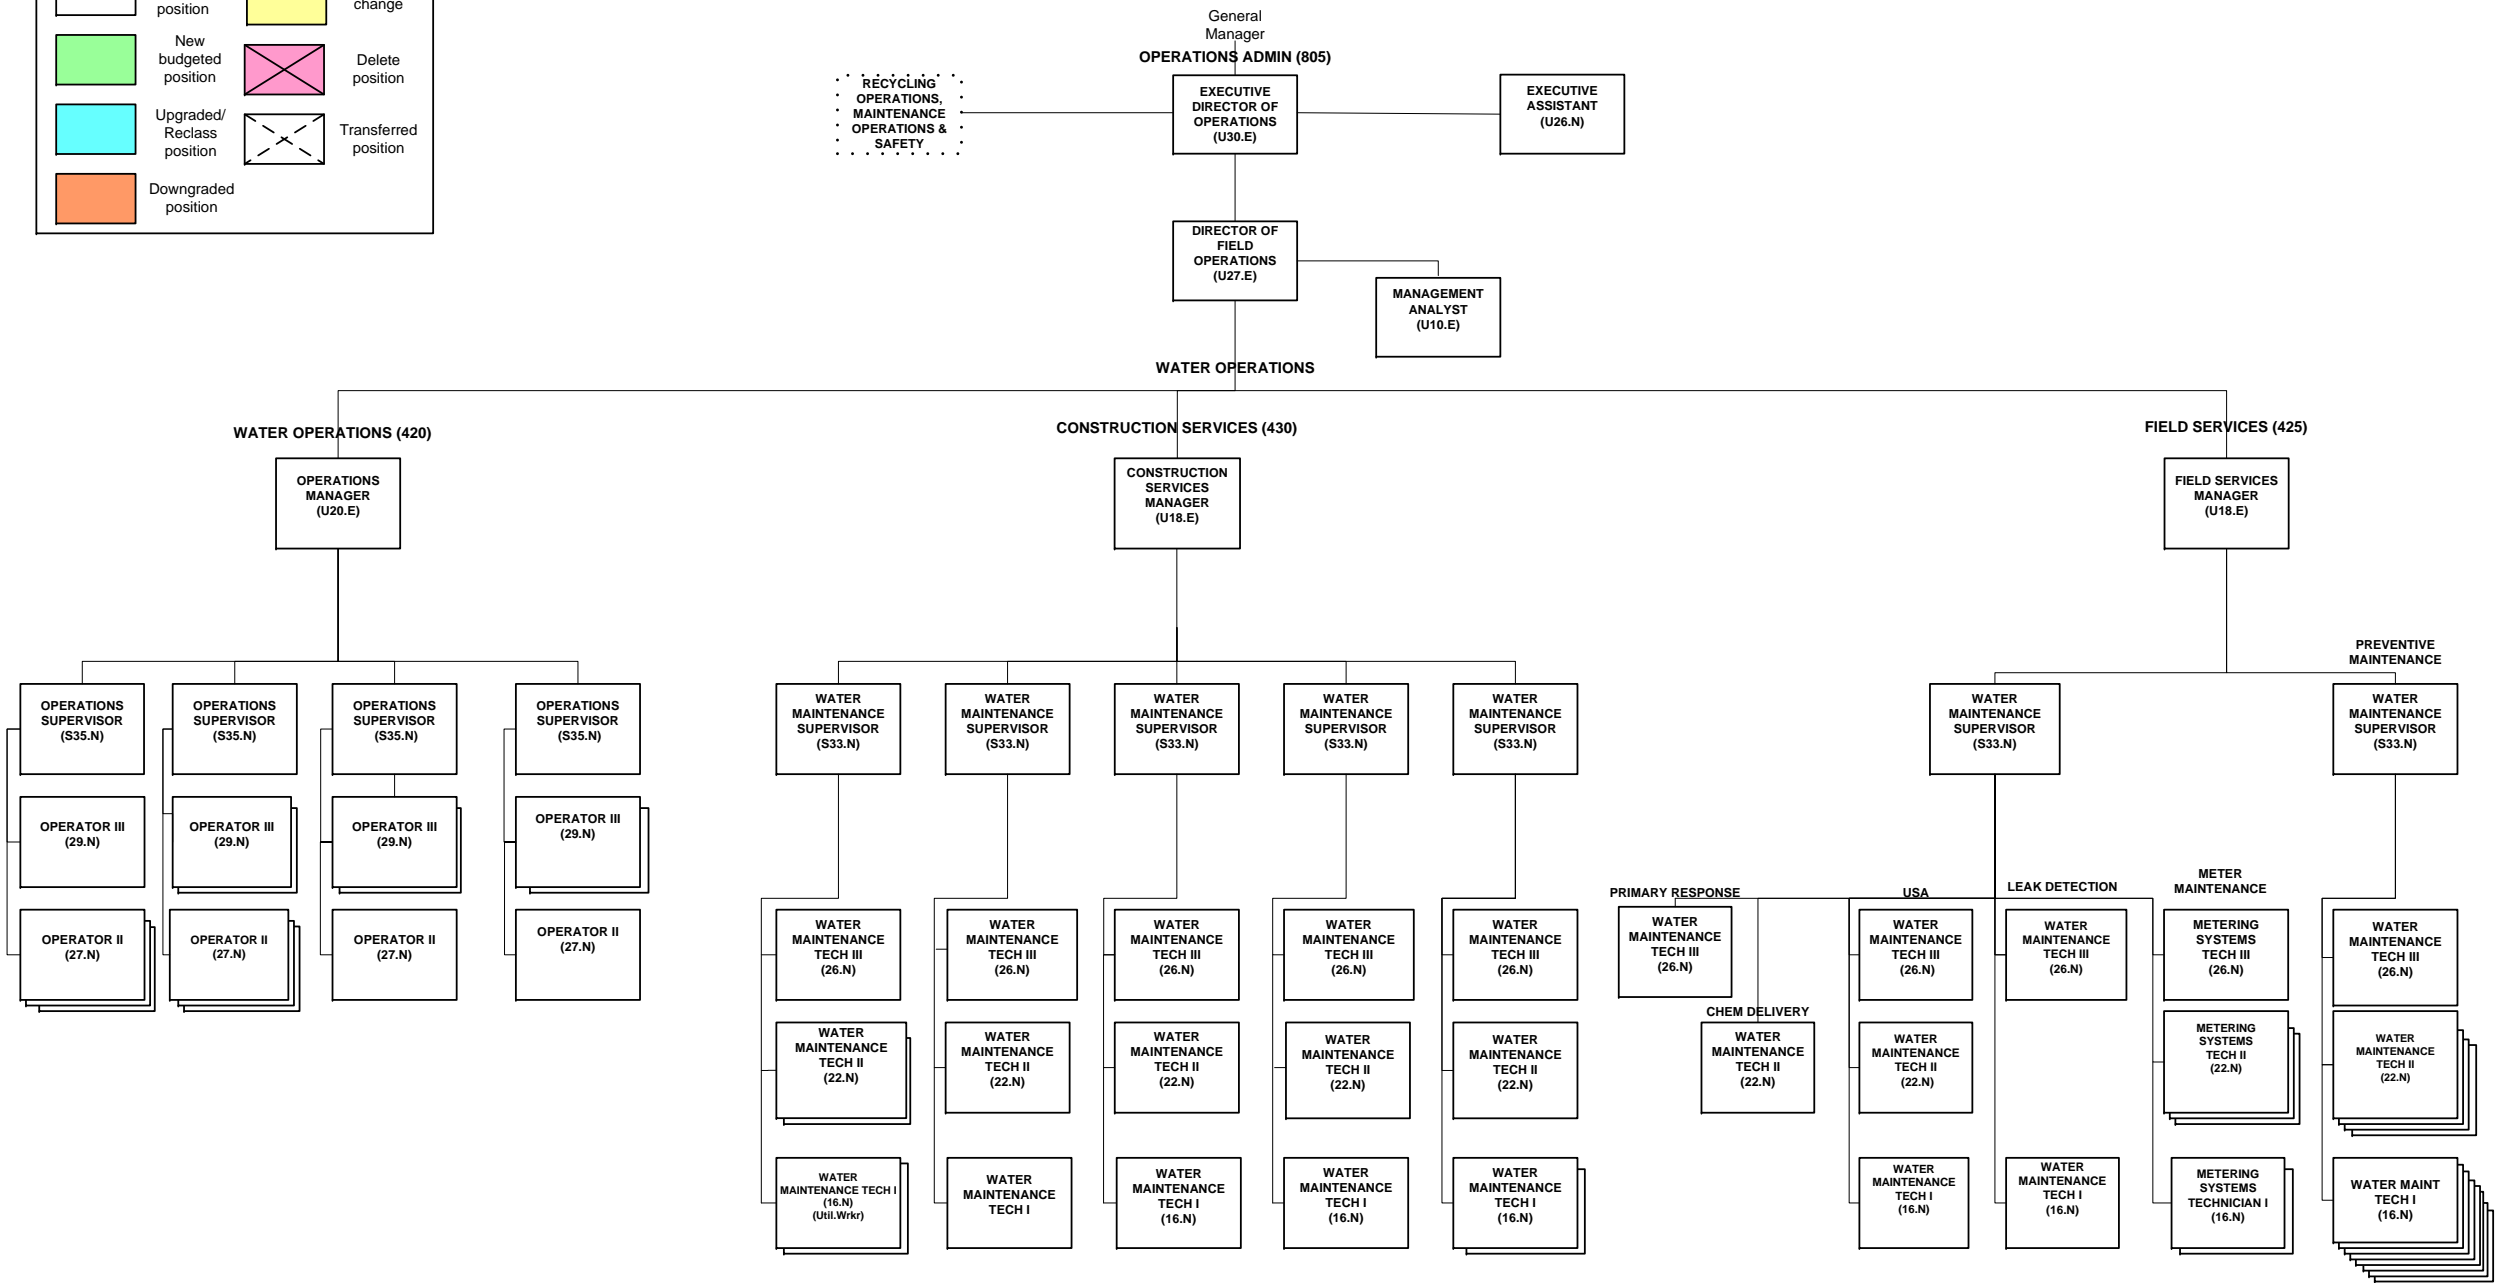 position
change
New
budgeted
position
Delete
position
Upgraded/
Reclass
position
Transferred
position
Downgraded
position
General
Manager
OPERATIONS ADMIN (805)
RECYCLING
OPERATIONS,
MAINTENANCE
OPERATIONS &
SAFETY
EXECUTIVE
DIRECTOR OF
OPERATIONS
(U30.E)
EXECUTIVE
ASSISTANT
(U26.N)
DIRECTOR OF
FIELD
OPERATIONS
(U27.E)
MANAGEMENT
ANALYST
(U10.E)
WATER OPERATIONS
WATER OPERATIONS (420)
CONSTRUCTION SERVICES (430)
FIELD SERVICES (425)
OPERATIONS
MANAGER
(U20.E)
CONSTRUCTION
SERVICES
MANAGER
(U18.E)
FIELD SERVICES
MANAGER
(U18.E)
PREVENTIVE
MAINTENANCE
OPERATIONS
SUPERVISOR
(S35.N)
OPERATIONS
SUPERVISOR
(S35.N)
OPERATIONS
SUPERVISOR
(S35.N)
OPERATIONS
SUPERVISOR
(S35.N)
WATER
MAINTENANCE
SUPERVISOR
(S33.N)
WATER
MAINTENANCE
SUPERVISOR
(S33.N)
WATER
MAINTENANCE
SUPERVISOR
(S33.N)
WATER
MAINTENANCE
SUPERVISOR
(S33.N)
WATER
MAINTENANCE
SUPERVISOR
(S33.N)
WATER
MAINTENANCE
SUPERVISOR
(S33.N)
WATER
MAINTENANCE
SUPERVISOR
(S33.N)
OPERATOR III
(29.N)
OPERATOR III
(29.N)
OPERATOR III
(29.N)
OPERATOR III
(29.N)
PRIMARY RESPONSE
USA
LEAK DETECTION
METER
MAINTENANCE
OPERATOR II
(27.N)
OPERATOR II
(27.N)
OPERATOR II
(27.N)
OPERATOR II
(27.N)
WATER
MAINTENANCE
TECH III
(26.N)
WATER
MAINTENANCE
TECH III
(26.N)
WATER
MAINTENANCE
TECH III
(26.N)
WATER
MAINTENANCE
TECH III
(26.N)
WATER
MAINTENANCE
TECH III
(26.N)
WATER
MAINTENANCE
TECH III
(26.N)
WATER
MAINTENANCE
TECH III
(26.N)
WATER
MAINTENANCE
TECH III
(26.N)
METERING
SYSTEMS
TECH III
(26.N)
WATER
MAINTENANCE
TECH III
(26.N)
CHEM DELIVERY
WATER
MAINTENANCE
TECH II
(22.N)
WATER
MAINTENANCE
TECH II
(22.N)
WATER
MAINTENANCE
TECH II
(22.N)
WATER
MAINTENANCE
TECH II
(22.N)
WATER
MAINTENANCE
TECH II
(22.N)
WATER
MAINTENANCE
TECH II
(22.N)
WATER
MAINTENANCE
TECH II
(22.N)
METERING
SYSTEMS
TECH II
(22.N)
WATER
MAINTENANCE
TECH II
(22.N)
WATER
MAINTENANCE TECH I
(16.N)
(Util.Wrkr)
WATER
MAINTENANCE
TECH I
WATER
MAINTENANCE
TECH I
(16.N)
WATER
MAINTENANCE
TECH I
(16.N)
WATER
MAINTENANCE
TECH I
(16.N)
WATER
MAINTENANCE
TECH I
(16.N)
WATER
MAINTENANCE
TECH I
(16.N)
METERING
SYSTEMS
TECHNICIAN I
(16.N)
WATER MAINT
TECH I
(16.N)